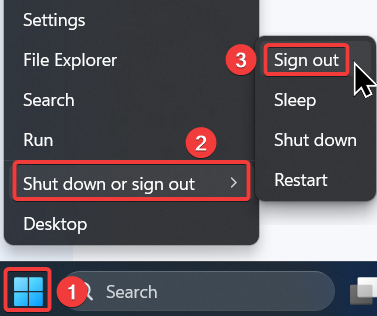 Settings
File Explorer
Search
Run
2
Shut down or sign out
Desktop
3
Sign out
Sleep
Shut down
Restart
1
Search